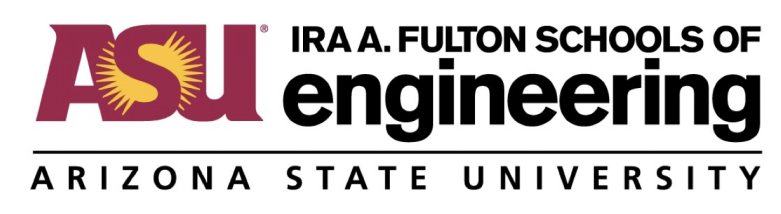 ASU®
IRA A. FULTON SCHOOLS OF
engineering
ARIZONA STATE UNIVERSITY